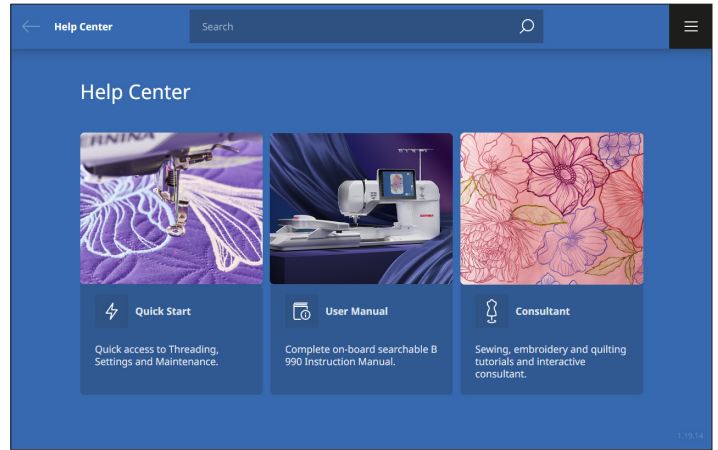 Help Center
Search
Help Center
BERNINA
Quick Start
User Manual
Consultant
Quick access to Threading,
Settings and Maintenance.
Complete on-board searchable B
990 Instruction Manual.
Sewing, embroidery and quilting
tutorials and interactive
consultant.
1.19.14